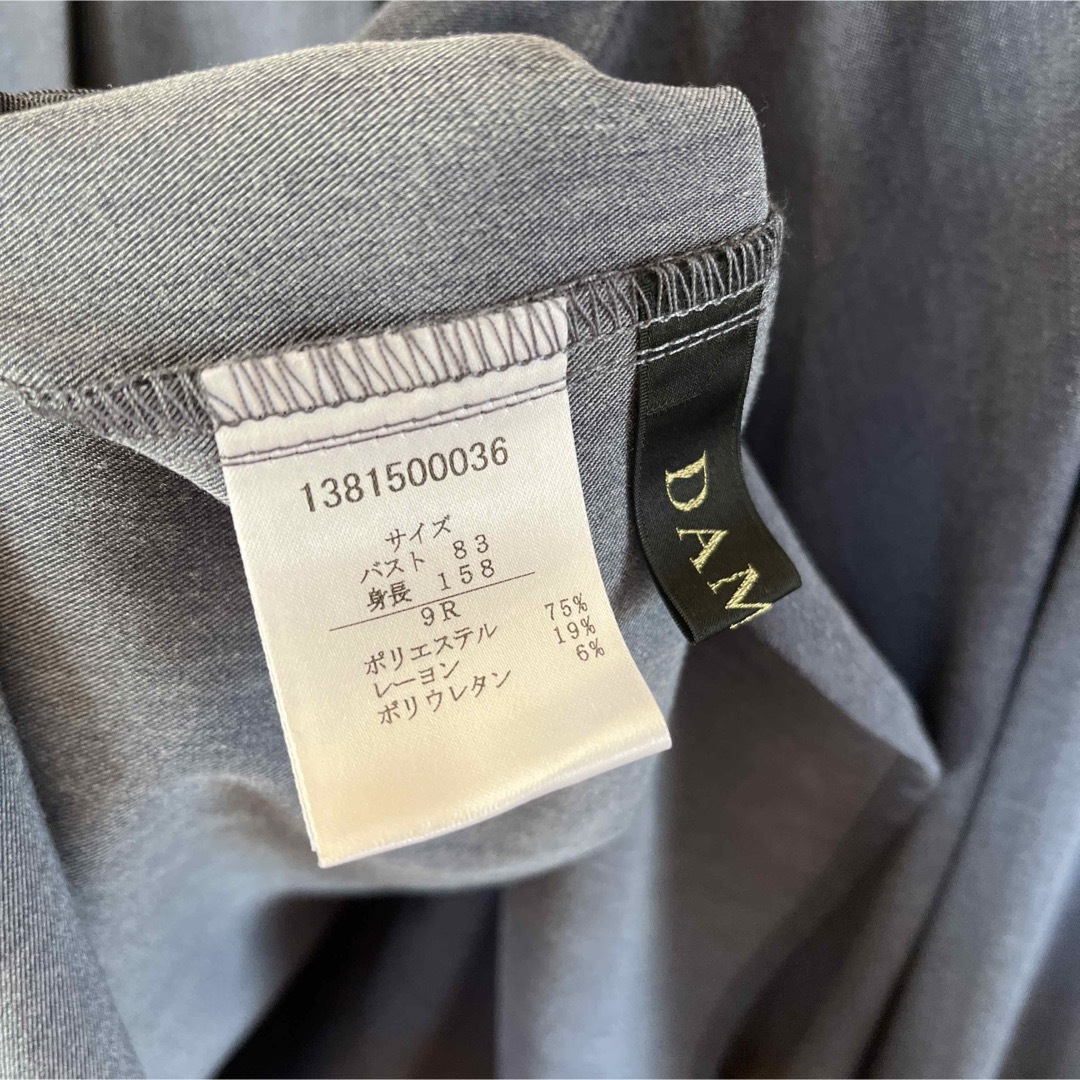 1381500036
サイズ
バスト 83
身長 158
9R
ポリエステル 75%
レーヨン 19%
ポリウレタン 6%
DAM